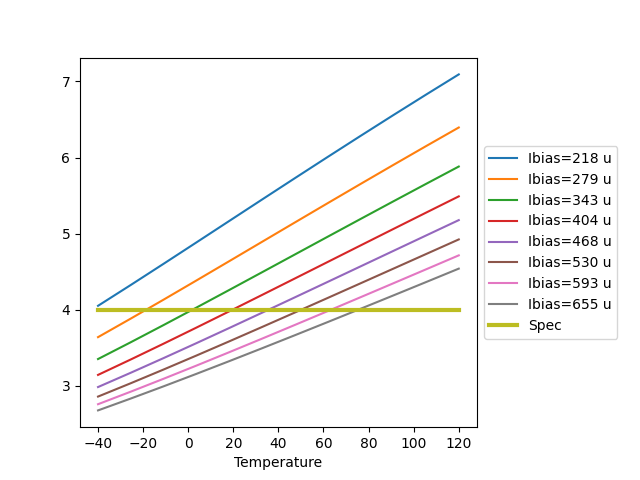 7
6
5
4
3
−40 −20 0 20 40 60 80 100 120
Temperature
Ibias=218 u
Ibias=279 u
Ibias=343 u
Ibias=404 u
Ibias=468 u
Ibias=530 u
Ibias=593 u
Ibias=655 u
Spec